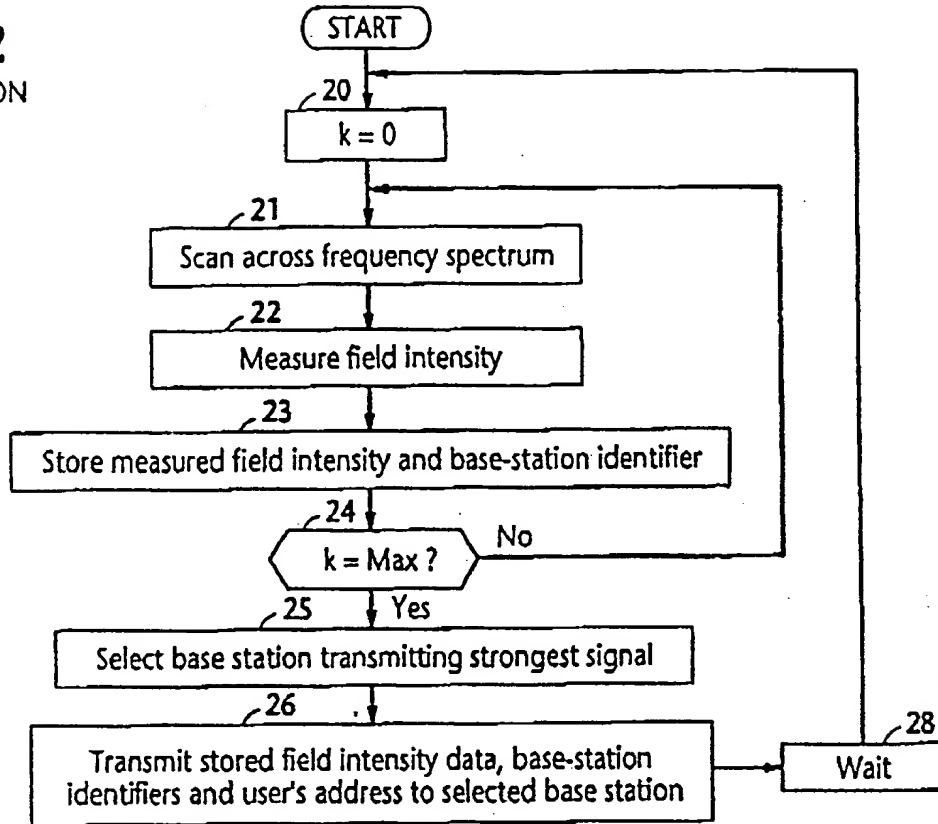 2
ON
START
20
k = 0
21
Scan across frequency spectrum
22
Measure field intensity
23
Store measured field intensity and base-station identifier
24
k = Max ?
No
Yes
25
Select base station transmitting strongest signal
26
Transmit stored field intensity data, base-station
identifiers and user's address to selected base station
28
Wait